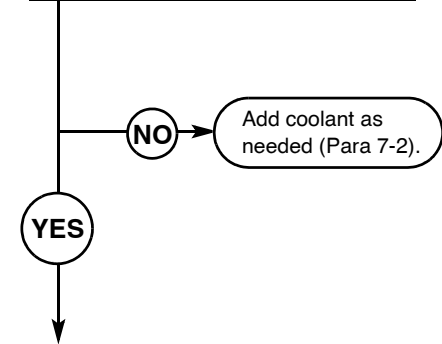 NO
Add coolant as
needed (Para 7-2).
YES